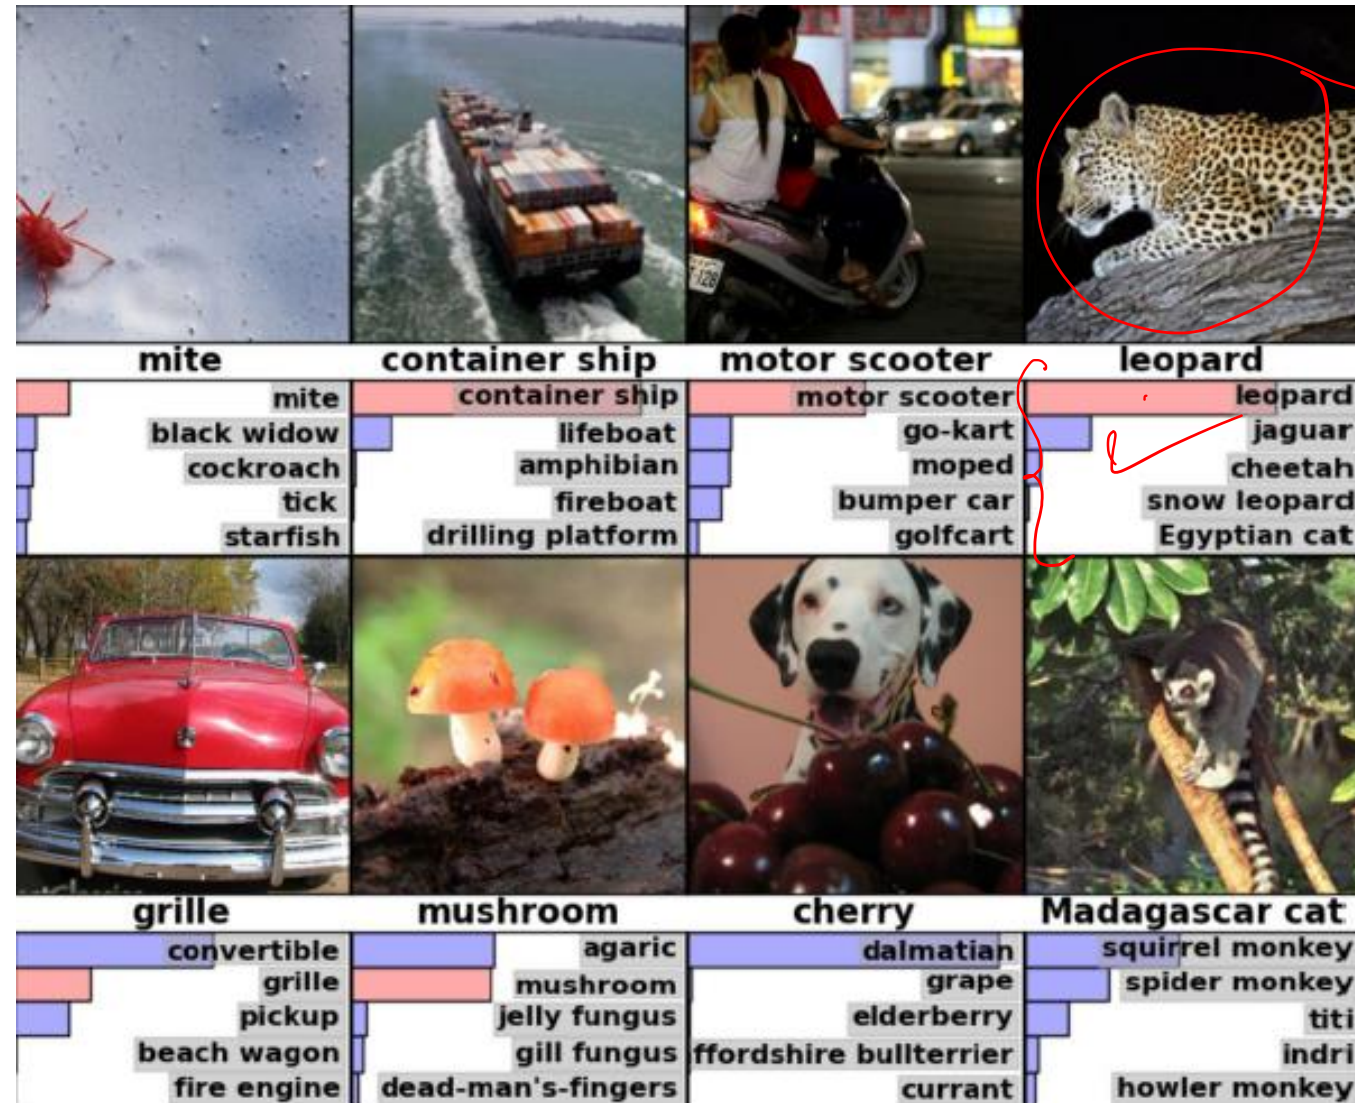 mite
container ship
motor scooter
leopard
mite
black widow
cockroach
tick
starfish
container ship
lifeboat
amphibian
fireboat
drilling platform
motor scooter
go-kart
moped
bumper car
golfcart
leopard
jaguar
cheetah
snow leopard
Egyptian cat
grille
mushroom
cherry
Madagascar cat
convertible
grille
pickup
beach wagon
fire engine
agaric
mushroom
jelly fungus
gill fungus
dead-man's-fingers
dalmatian
grape
elderberry
ffordshire bullterrier
currant
squirrel monkey
spider monkey
titi
indri
howler monkey